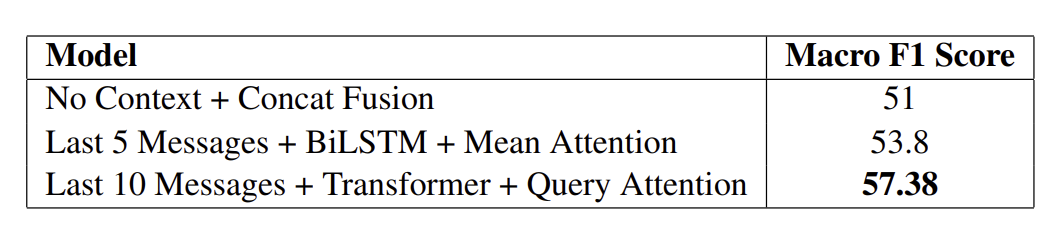 Model Macro F1 Score
No Context + Concat Fusion 51
Last 5 Messages + BiLSTM + Mean Attention 53.8
Last 10 Messages + Transformer + Query Attention 57.38